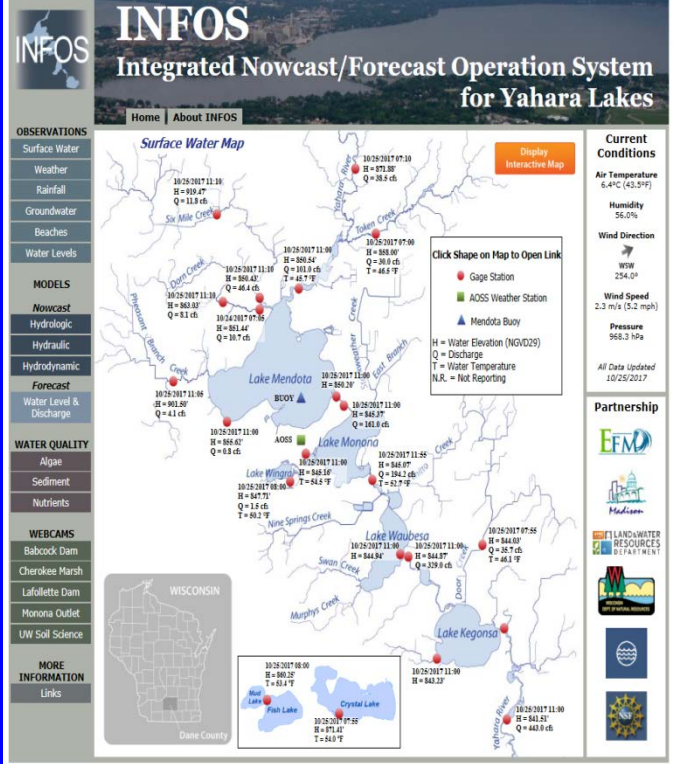 INFOS
INFOS
Integrated Nowcast/Forecast Operation System
for Yahara Lakes
Home
About INFOS
OBSERVATIONS
Surface Water
Weather
Rainfall
Groundwater
Beaches
Water Levels
MODELS
Nowcast
Hydrologic
Hydraulic
Hydrodynamic
Forecast
Water Level &
Discharge
WATER QUALITY
Algae
Sediment
Nutrients
WEBCAMS
Babcock Dam
Cherokee Marsh
Lafollette Dam
Monona Outlet
UW Soil Science
MORE
INFORMATION
Links
Surface Water Map
Display
Interactive Map
10/25/2017 07:10
H = 871.88'
Q = 38.5 cfs
Yahara River
10/25/2017 11:10
H = 919.47'
Q = 11.8 cfs
Six Mile Creek
Token Creek
10/25/2017 07:00
H = 858.00'
Q = 30.0 cfs
T = 46.5 °F
10/25/2017 11:00
H = 850.54'
Q = 101.0 cfs
T = 45.7 °F
Dorn Creek
10/25/2017 11:10
H = 850.43'
Q = 46.4 cfs
10/25/2017 11:10
H = 863.03'
Q = 8.1 cfs
10/24/2017 07:05
H = 851.44'
Q = 10.7 cfs
Click Shape on Map to Open Link
Gage Station
AOSS Weather Station
Mendota Buoy
H = Water Elevation (NGVD29)
Q = Discharge
T = Water Temperature
N.R. = Not Reporting
Pheasant Branch Creek
East Branch
Creek
10/25/2017 11:05
H = 901.50'
Q = 4.1 cfs
Lake Mendota
BUOY
10/25/2017 11:00
H = 850.20'
10/25/2017 11:00
H = 845.37'
Q = 161.0 cfs
10/25/2017 11:00
H = 855.62'
Q = 0.8 cfs
AOSS
Lake Monona
10/25/2017 11:00
H = 845.16'
T = 54.5 °F
10/25/2017 11:55
H = 845.07'
Q = 194.2 cfs
T = 52.7 °F
Creek
Lake Wingra
10/25/2017 08:00
H = 847.71'
Q = 1.5 cfs
T = 50.2 °F
Nine Springs Creek
Lake Waubesa
10/25/2017 11:00
H = 844.94'
10/25/2017 11:00
H = 844.87'
Q = 329.0 cfs
10/25/2017 07:55
H = 844.03'
Q = 35.7 cfs
T = 46.1 °F
Swan Creek
Door Creek
Murphys Creek
Lake Kegonsa
10/25/2017 11:00
H = 843.23'
10/25/2017 11:00
H = 841.51'
Q = 443.0 cfs
Yahara River
WISCONSIN
Dane County
10/25/2017 08:00
H = 860.25'
T = 53.4 °F
Mud
Lake
Fish Lake
Crystal Lake
10/25/2017 07:55
H = 871.41'
T = 54.0 °F
Current
Conditions
Air Temperature
6.4°C (43.5°F)
Humidity
56.0%
Wind Direction
WSW
254.0°
Wind Speed
2.3 m/s (5.2 mph)
Pressure
968.3 hPa
All Data Updated
10/25/2017
Partnership
EFM
Madison
LAND & WATER
RESOURCES
DEPARTMENT
WISCONSIN
DEPT. OF NATURAL RESOURCES
NSF